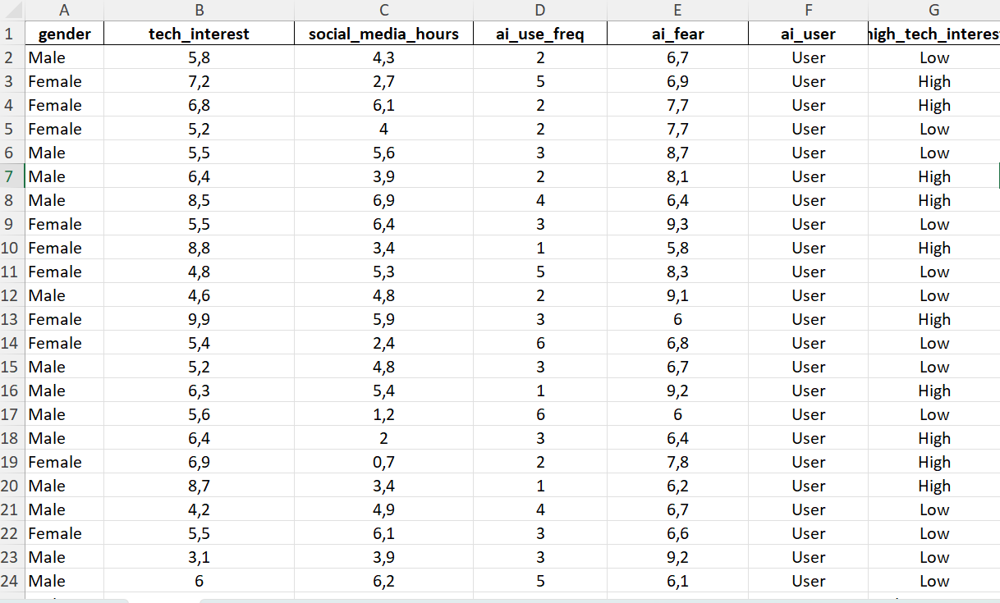 A B C D E F G
1 gender tech_interest social_media_hours ai_use_freq ai_fear ai_user high_tech_interest
2 Male 5,8 4,3 2 6,7 User Low
3 Female 7,2 2,7 5 6,9 User High
4 Female 6,8 6,1 2 7,7 User High
5 Female 5,2 4 2 7,7 User Low
6 Male 5,5 5,6 3 8,7 User Low
7 Male 6,4 3,9 2 8,1 User High
8 Male 8,5 6,9 4 6,4 User High
9 Female 5,5 6,4 3 9,3 User Low
10 Female 8,8 3,4 1 5,8 User High
11 Female 4,8 5,3 5 8,3 User Low
12 Male 4,6 4,8 2 9,1 User Low
13 Female 9,9 5,9 3 6 User High
14 Female 5,4 2,4 6 6,8 User Low
15 Male 5,2 4,8 3 6,7 User Low
16 Male 6,3 5,4 1 9,2 User High
17 Male 5,6 1,2 6 6 User Low
18 Male 6,4 2 3 6,4 User High
19 Female 6,9 0,7 2 7,8 User High
20 Male 8,7 3,4 1 6,2 User High
21 Male 4,2 4,9 4 6,7 User Low
22 Female 5,5 6,1 3 6,6 User Low
23 Male 3,1 3,9 3 9,2 User Low
24 Male 6 6,2 5 6,1 User Low